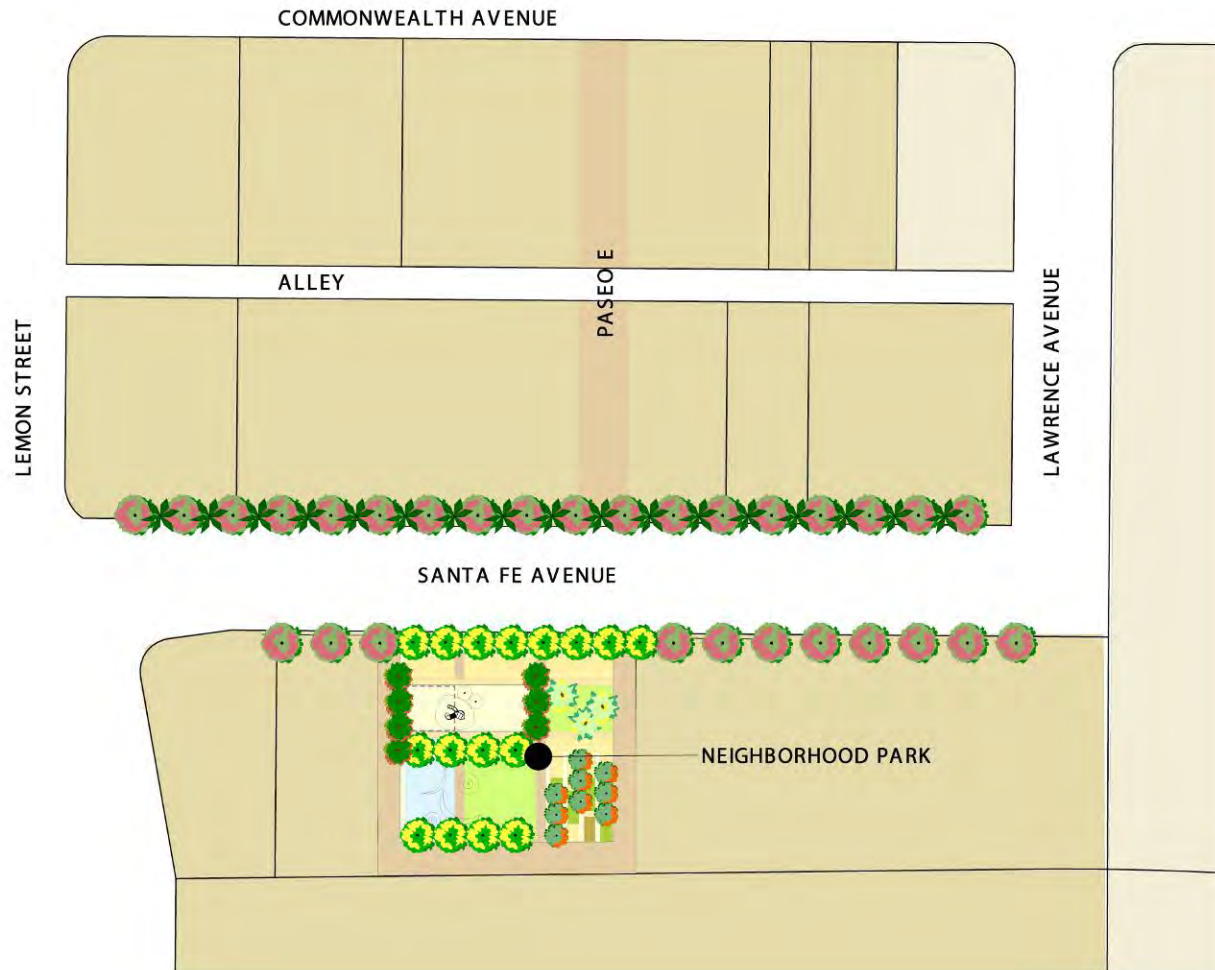 COMMONWEALTH AVENUE
ALLEY
PASEO E
LEMON STREET
LAWRENCE AVENUE
SANTA FE AVENUE
NEIGHBORHOOD PARK